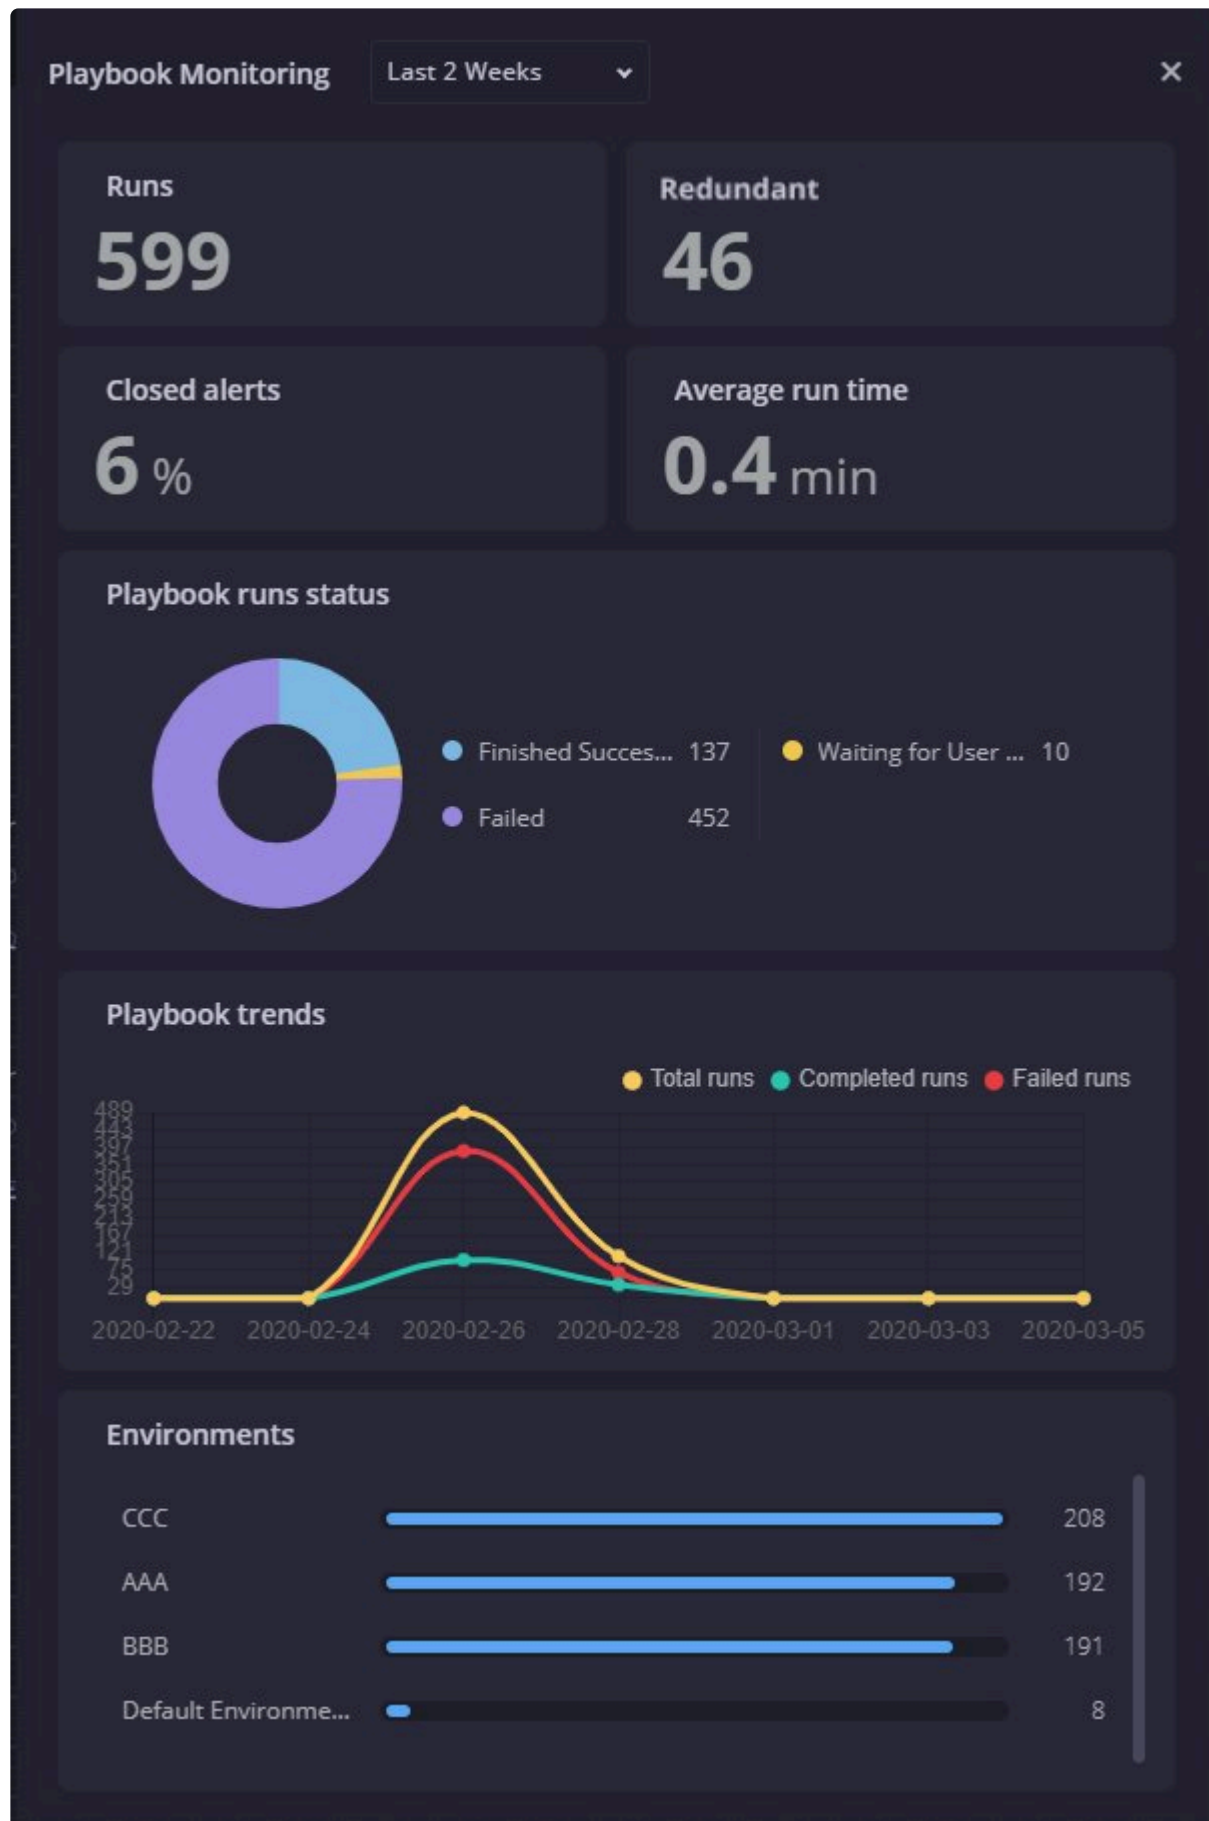 Playbook Monitoring Last 2 Weeks
Runs
599
Redundant
46
Closed alerts
6 %
Average run time
0.4 min
Playbook runs status
Finished Succes... 137
Failed 452
Waiting for User ... 10
Playbook trends
Total runs Completed runs Failed runs
489
443
397
351
305
259
213
167
121
75
29
2020-02-22 2020-02-24 2020-02-26 2020-02-28 2020-03-01 2020-03-03 2020-03-05
Environments
CCC 208
AAA 192
BBB 191
Default Environme... 8